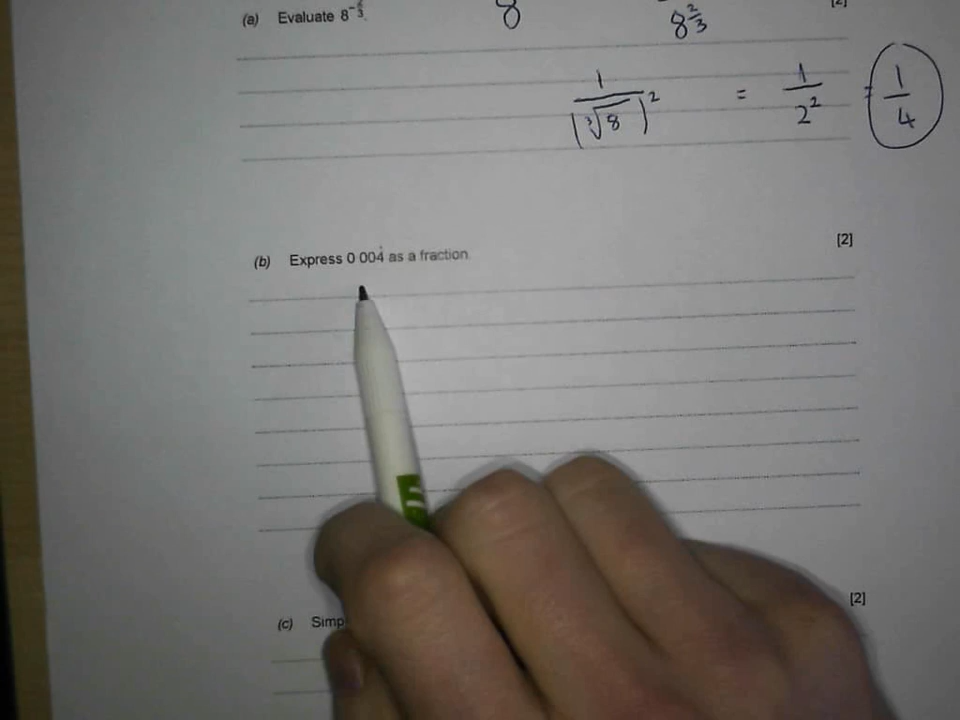 (a) Evaluate 8^-2/3. 8 8^2/3 [2]
1/(∛8)² = 1/2² = 1/4
(b) Express 0 004̇ as a fraction. [2]
[2]
(c)